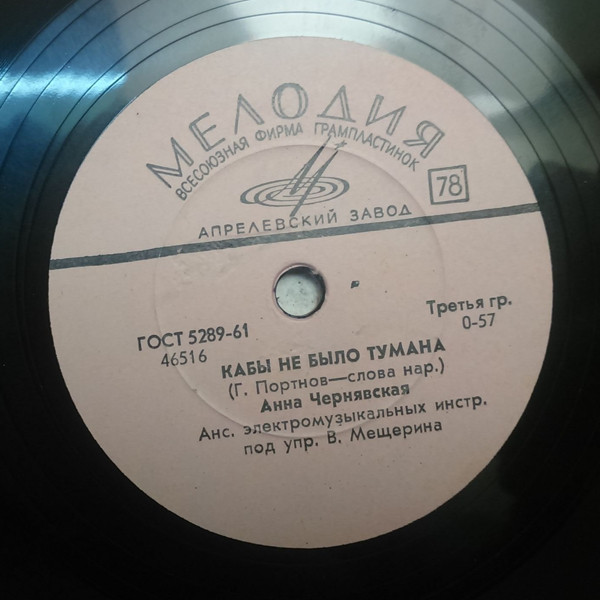 МЕЛОДИЯ
ВСЕСОЮЗНАЯ ФИРМА ГРАМПЛАСТИНОК
78
АПРЕЛЕВСКИЙ ЗАВОД
ГОСТ 5289-61
46516
Третья гр.
0-57
КАБЫ НЕ БЫЛО ТУМАНА
(Г. Портнов—слова нар.)
Анна Чернявская
Анс. электромузыкальных инстр.
под упр. В. Мещерина